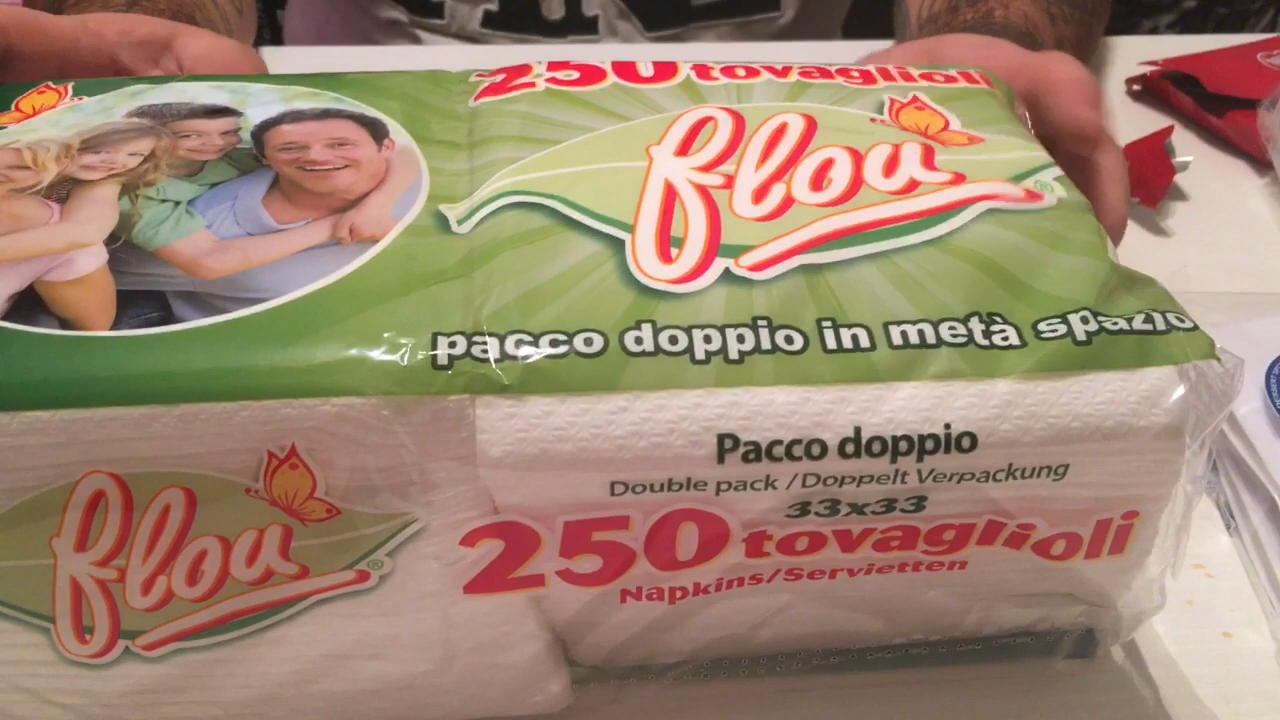 250 tovaglioli
flou®
pacco doppio in metà spazio
Pacco doppio
Double pack / Doppelt Verpackung
33x33
250 tovaglioli
Napkins/Servietten
flou®